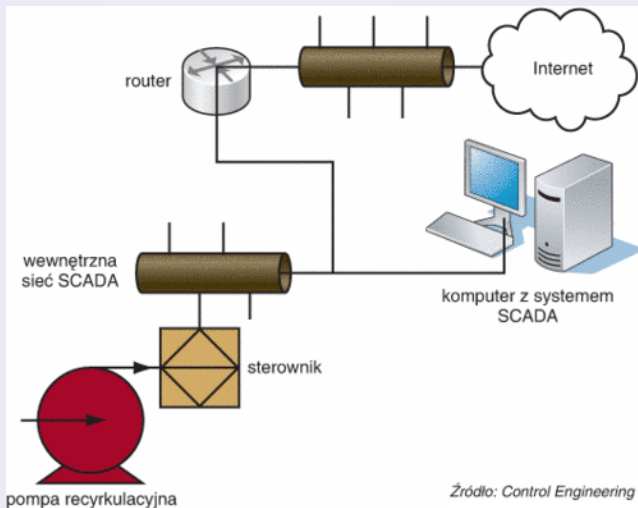 router
Internet
wewnętrzna
sieć SCADA
komputer z systemem
SCADA
sterownik
pompa recyrkulacyjna
Źródło: Control Engineering